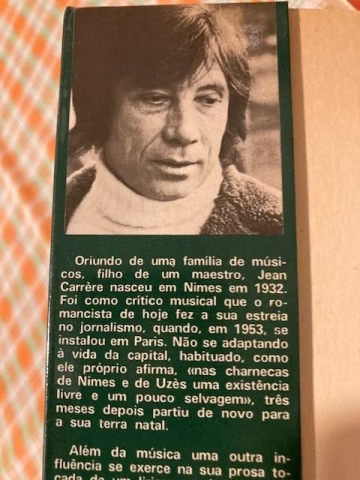 Oriundo de uma família de músi-
cos, filho de um maestro, Jean
Carrère nasceu em Nimes em 1932.
Foi como crítico musical que o ro-
mancista de hoje fez a sua estreia
no jornalismo, quando, em 1953, se
instalou em Paris. Não se adaptando
à vida da capital, habituado, como
ele próprio afirma, «nas charnecas
de Nimes e de Uzès uma existência
livre e um pouco selvagem», três
meses depois partiu de novo para
a sua terra natal.
Além da música uma outra in-
fluência se exerce na sua prosa to-
cada de um